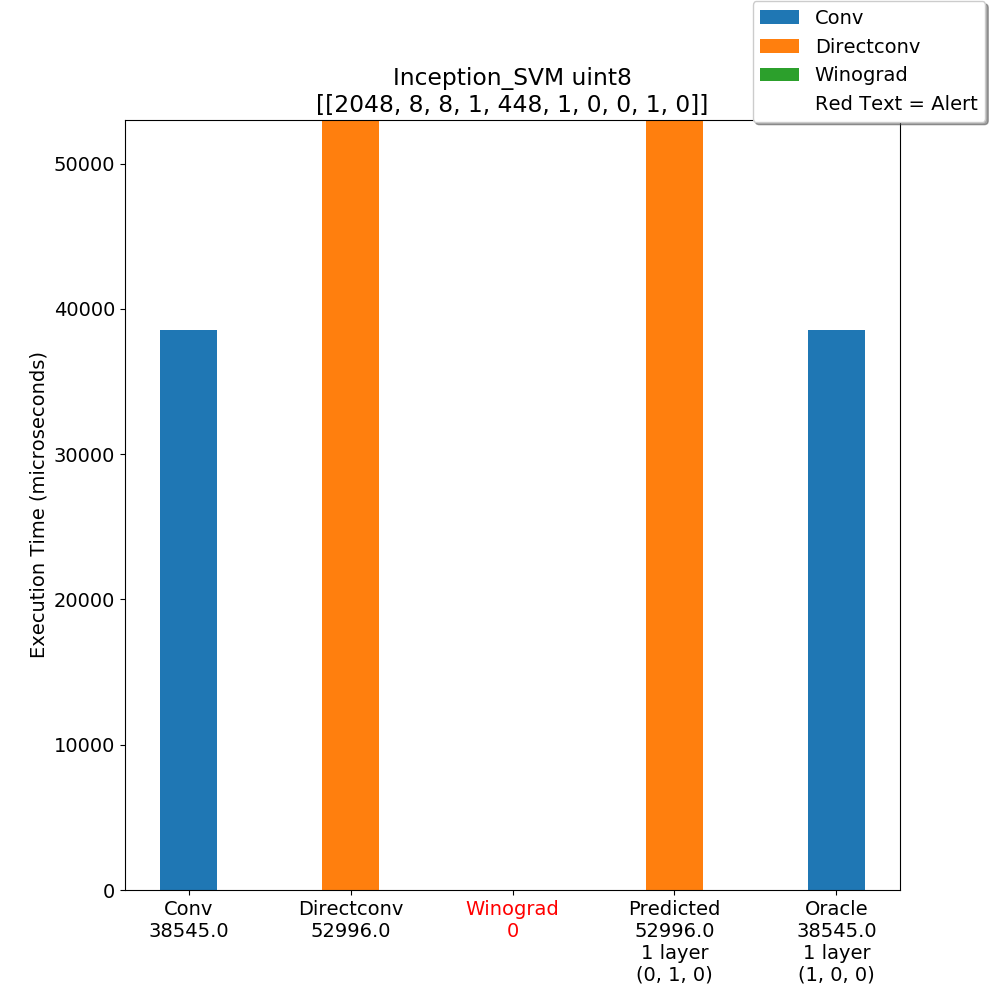 Conv
Directconv
Winograd
Red Text = Alert
Inception_SVM uint8
[[2048, 8, 8, 1, 448, 1, 0, 0, 1, 0]]
Execution Time (microseconds)
50000
40000
30000
20000
10000
0
Conv
38545.0
Directconv
52996.0
Winograd
0
Predicted
52996.0
1 layer
(0, 1, 0)
Oracle
38545.0
1 layer
(1, 0, 0)